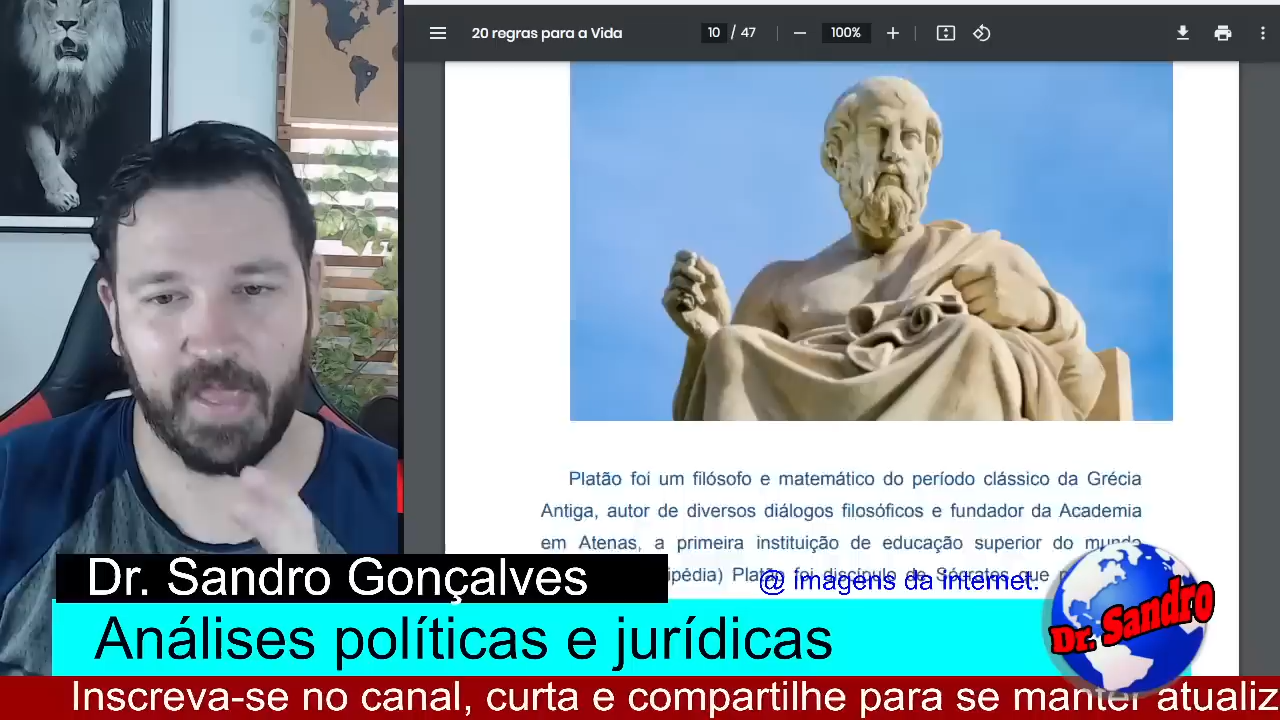 20 regras para a Vida
10 / 47
100%
Platão foi um filósofo e matemático do período clássico da Grécia
Antiga, autor de diversos diálogos filosóficos e fundador da Academia
em Atenas, a primeira instituição de educação superior do mundo
Platão foi discípulo de Sócrates que
@ imagens da internet.
Dr. Sandro Gonçalves
Análises políticas e jurídicas
Dr. Sandro
Inscreva-se no canal, curta e compartilhe para se manter atualiz